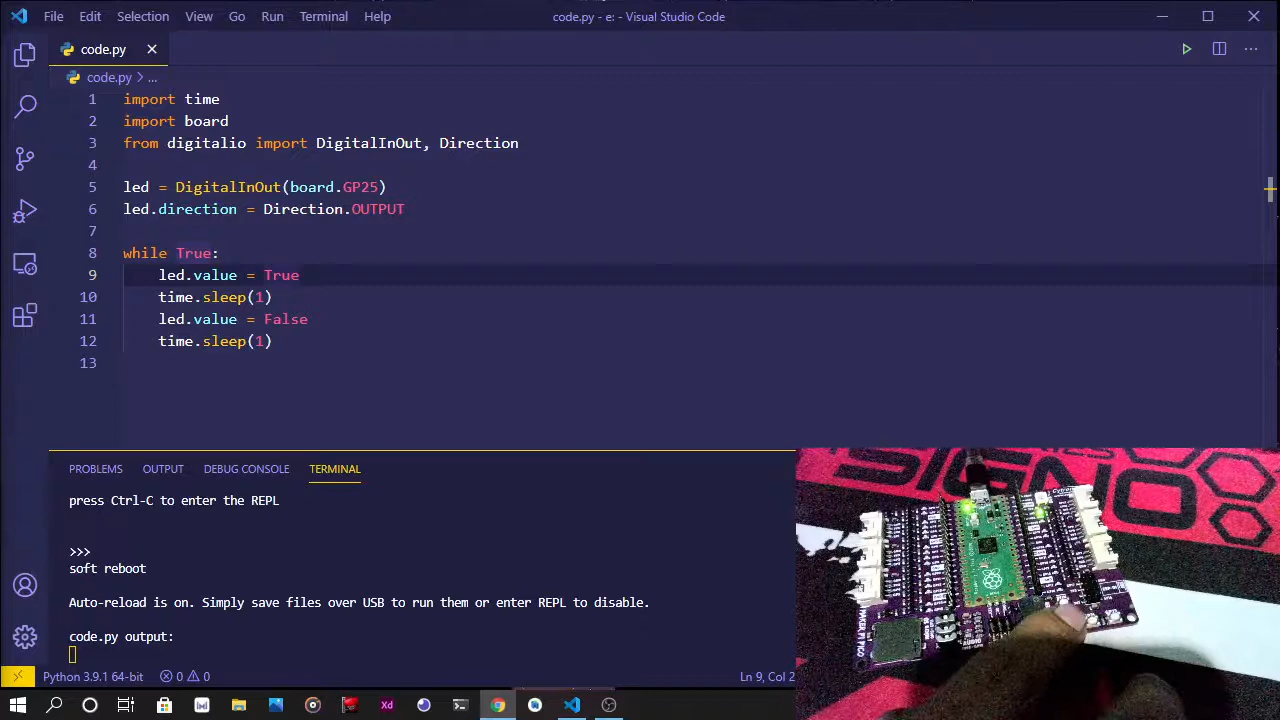 File Edit Selection View Go Run Terminal Help
code.py - e: - Visual Studio Code
code.py
code.py > ...
1 import time
2 import board
3 from digitalio import DigitalInOut, Direction
4
5 led = DigitalInOut(board.GP25)
6 led.direction = Direction.OUTPUT
7
8 while True:
9 led.value = True
10 time.sleep(1)
11 led.value = False
12 time.sleep(1)
13
PROBLEMS OUTPUT DEBUG CONSOLE TERMINAL
press Ctrl-C to enter the REPL
>>>
soft reboot
Auto-reload is on. Simply save files over USB to run them or enter REPL to disable.
code.py output:
Python 3.9.1 64-bit 0 0 Ln 9, Col 2
Xd
SIGNO
MAKER PI PICO